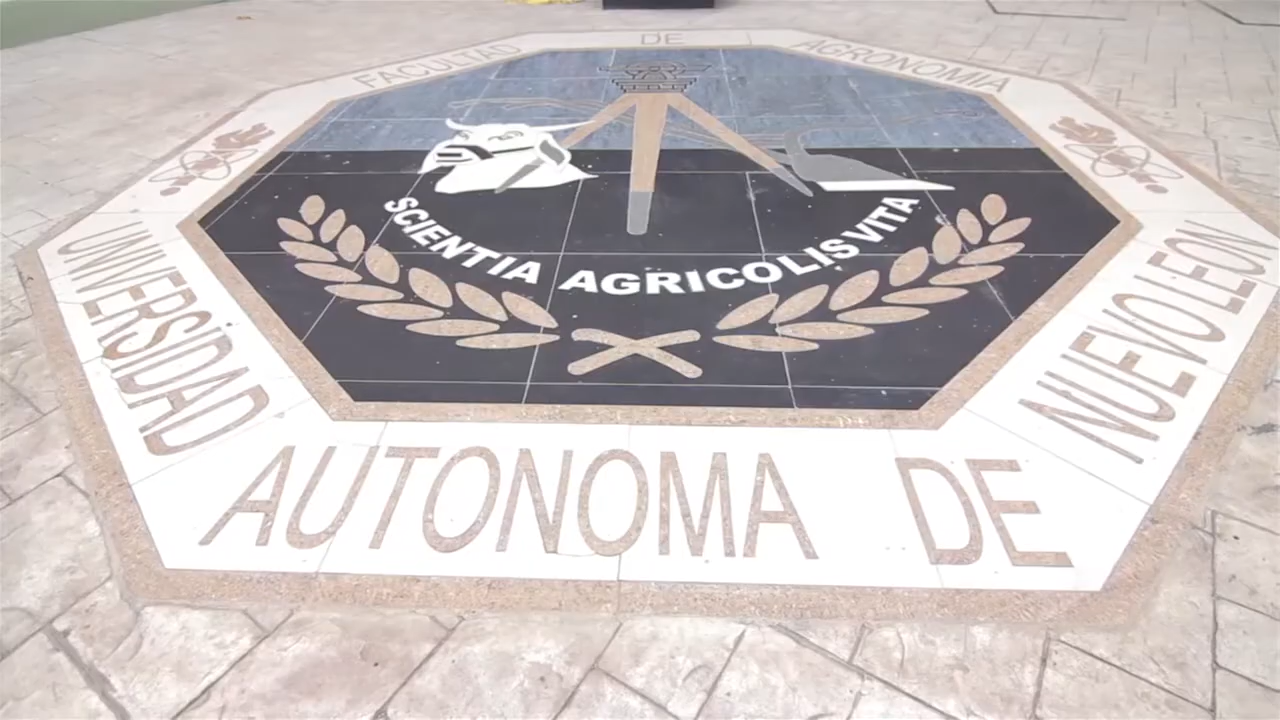 FACULTAD DE AGRONOMIA
SCIENTIA AGRICOLIS VITA
UNIVERSIDAD AUTONOMA DE NUEVO LEON